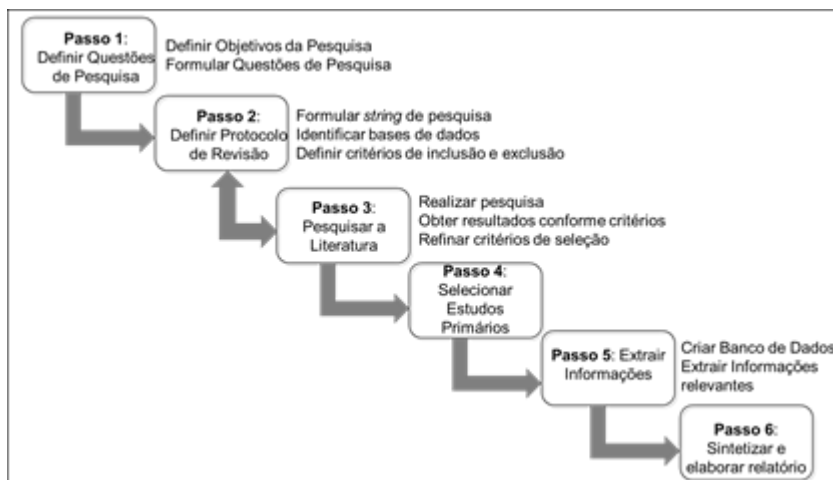 Passo 1:
Definir Questões
de Pesquisa
Definir Objetivos da Pesquisa
Formular Questões de Pesquisa
Passo 2:
Definir Protocolo
de Revisão
Formular string de pesquisa
Identificar bases de dados
Definir critérios de inclusão e exclusão
Passo 3:
Pesquisar a
Literatura
Realizar pesquisa
Obter resultados conforme critérios
Refinar critérios de seleção
Passo 4:
Selecionar
Estudos
Primários
Passo 5: Extrair
Informações
Criar Banco de Dados
Extrair Informações
relevantes
Passo 6:
Sintetizar e
elaborar relatório